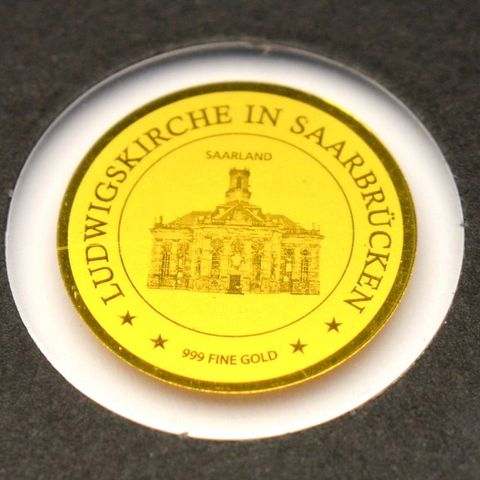 LUDWIGSKIRCHE IN SAARBRÜCKEN
SAARLAND
999 FINE GOLD